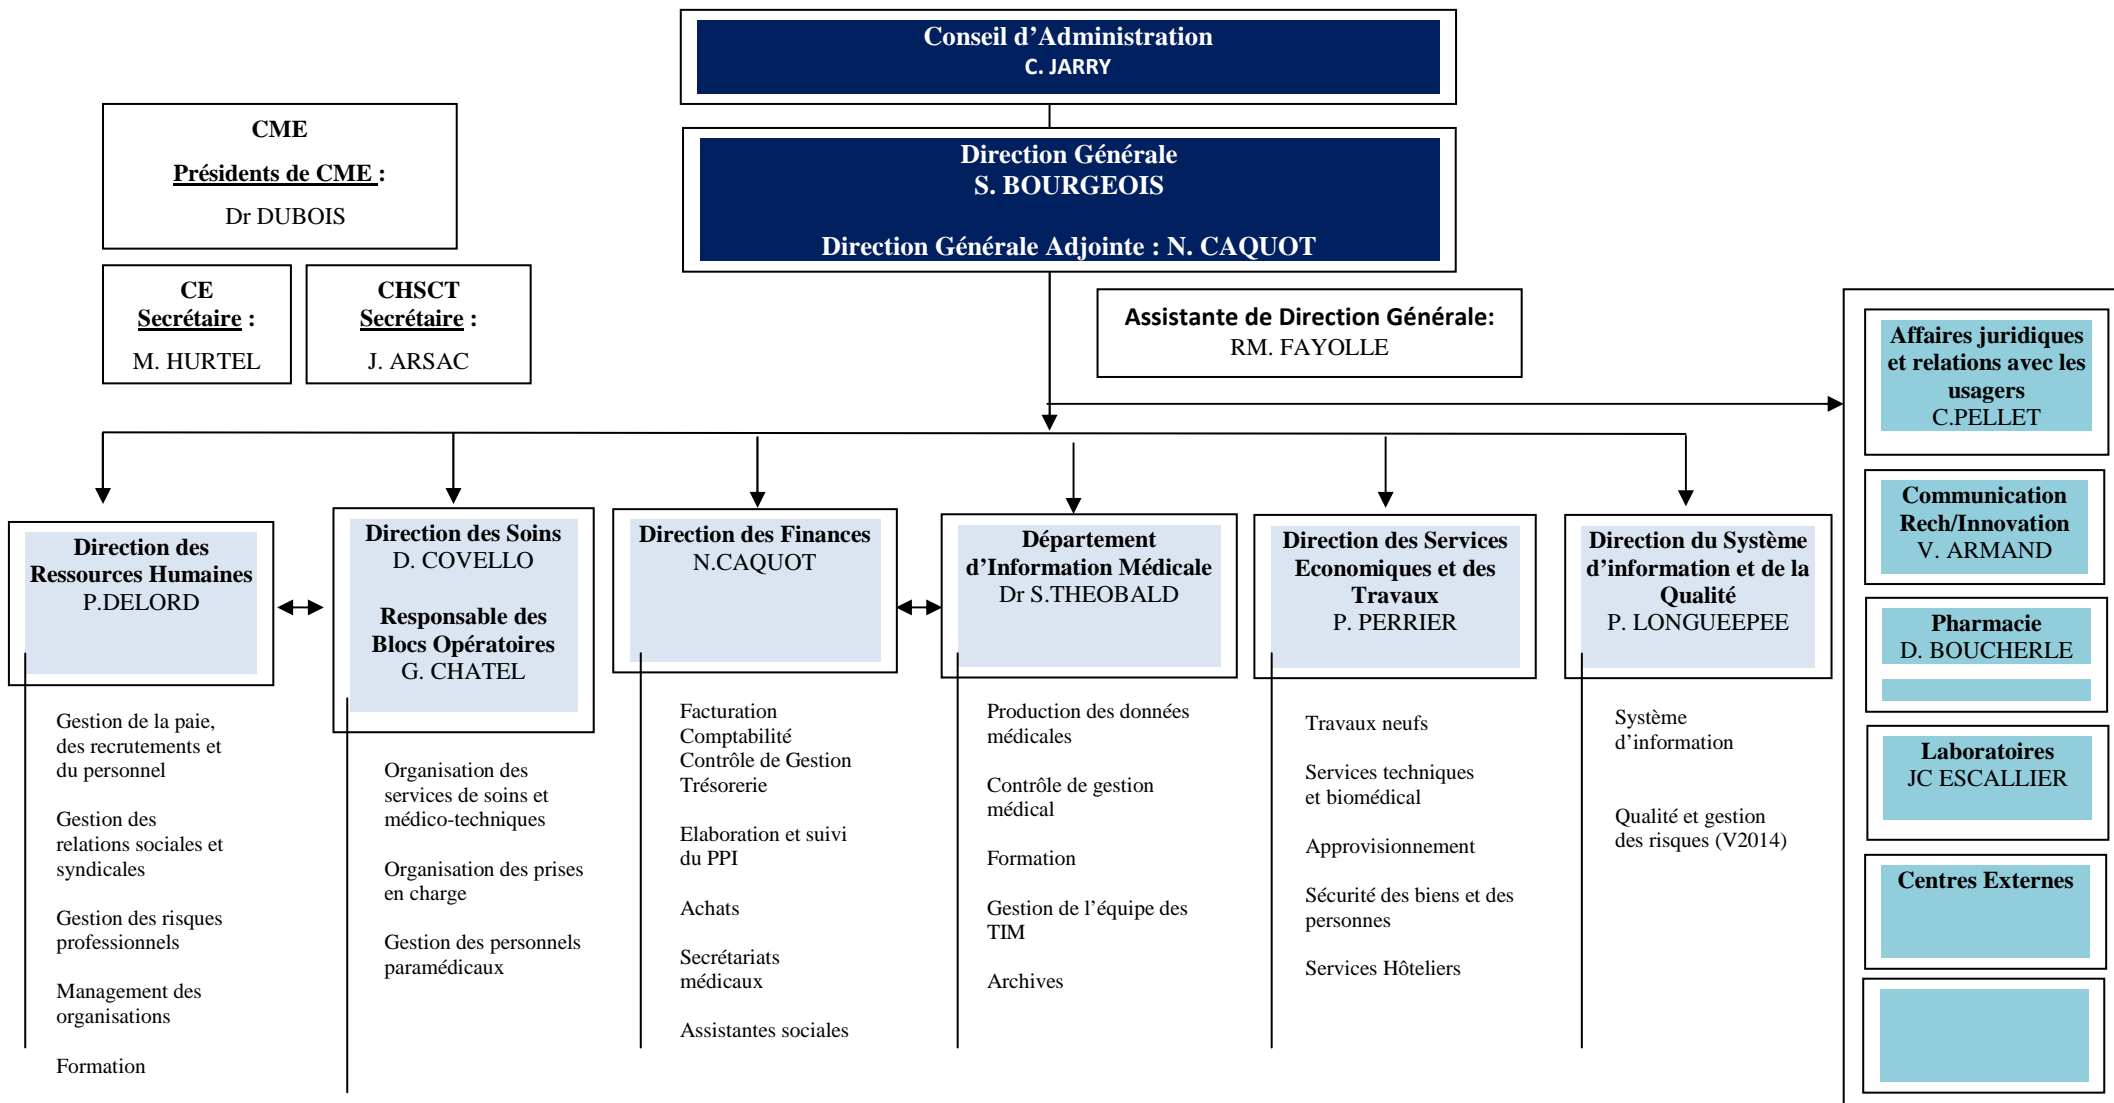 Conseil d’Administration
C. JARRY
CME
Présidents de CME :
Dr DUBOIS
Direction Générale
S. BOURGEOIS
Direction Générale Adjointe : N. CAQUOT
CE
Secrétaire :
M. HURTEL
CHSCT
Secrétaire :
J. ARSAC
Assistante de Direction Générale:
RM. FAYOLLE
Direction des
Ressources Humaines
P.DELORD
Gestion de la paie,
des recrutements et
du personnel
Gestion des
relations sociales et
syndicales
Gestion des risques
professionnels
Management des
organisations
Formation
Direction des Soins
D. COVELLO
Responsable des
Blocs Opératoires
G. CHATEL
Organisation des
services de soins et
médico-techniques
Organisation des prises
en charge
Gestion des personnels
paramédicaux
Direction des Finances
N.CAQUOT
Facturation
Comptabilité
Contrôle de Gestion
Trésorerie
Elaboration et suivi
du PPI
Achats
Secrétariats
médicaux
Assistantes sociales
Département
d’Information Médicale
Dr S.THEOBALD
Production des données
médicales
Contrôle de gestion
médical
Formation
Gestion de l’équipe des
TIM
Archives
Direction des Services
Economiques et des
Travaux
P. PERRIER
Travaux neufs
Services techniques
et biomédical
Approvisionnement
Sécurité des biens et des
personnes
Services Hôteliers
Direction du Système
d’information et de la
Qualité
P. LONGUEEPEE
Système
d’information
Qualité et gestion
des risques (V2014)
Affaires juridiques
et relations avec les
usagers
C.PELLET
Communication
Rech/Innovation
V. ARMAND
Pharmacie
D. BOUCHERLE
Laboratoires
JC ESCALLIER
Centres Externes